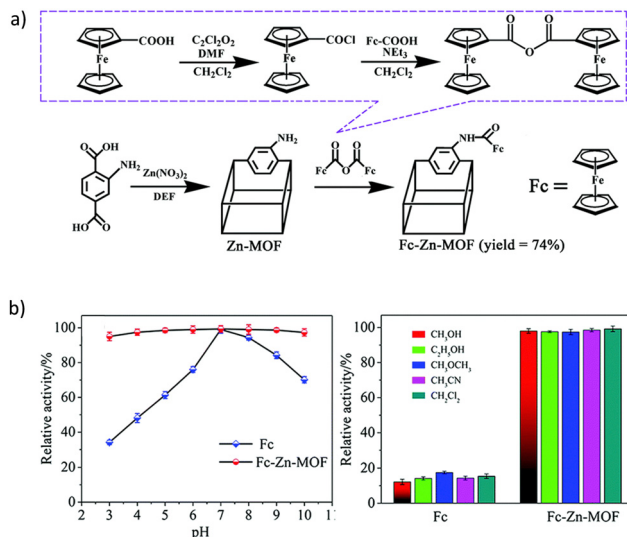 a)
Fe
COOH
C2Cl2O2
DMF
CH2Cl2
Fe
COCl
Fc-COOH
NEt3
CH2Cl2
O
O
O
Fe
Fe
OH
O
NH2
O
HO
Zn(NO3)2
DEF
NH2
Zn-MOF
O
O
Fc
O
Fc
NH
O
Fc
Fc-Zn-MOF (yield = 74%)
Fc =
Fe
b)
Relative activity/%
100
80
60
40
20
0
2
3
4
5
6
7
8
9
10
11
pH
Fc
Fc-Zn-MOF
Relative activity/%
100
80
60
40
20
0
CH3OH
C2H5OH
CH3OCH3
CH3CN
CH2Cl2
Fc
Fc-Zn-MOF